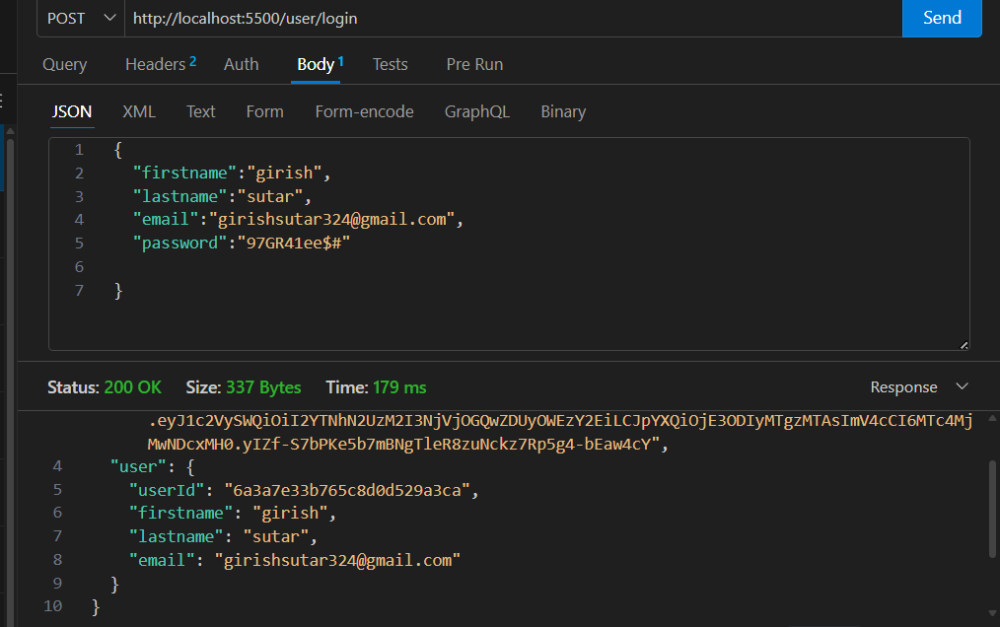 POST http://localhost:5500/user/login Send
Query Headers 2 Auth Body 1 Tests Pre Run
JSON XML Text Form Form-encode GraphQL Binary
1 {
2 "firstname":"girish",
3 "lastname":"sutar",
4 "email":"girishsutar324@gmail.com",
5 "password":"97GR41ee$#"
6
7 }
Status: 200 OK Size: 337 Bytes Time: 179 ms Response
.eyJ1c2VySWQiOiI2YTNhN2UzM2I3NjVjOGQwZDUyOWEzY2EiLCJpYXQiOjE3ODIyMTgzMTAsImV4cCI6MTc4Mj
MwNDcxMH0.yIZf-S7bPKe5b7mBNgTleR8zuNckz7Rp5g4-bEaw4cY",
4 "user": {
5 "userId": "6a3a7e33b765c8d0d529a3ca",
6 "firstname": "girish",
7 "lastname": "sutar",
8 "email": "girishsutar324@gmail.com"
9 }
10 }